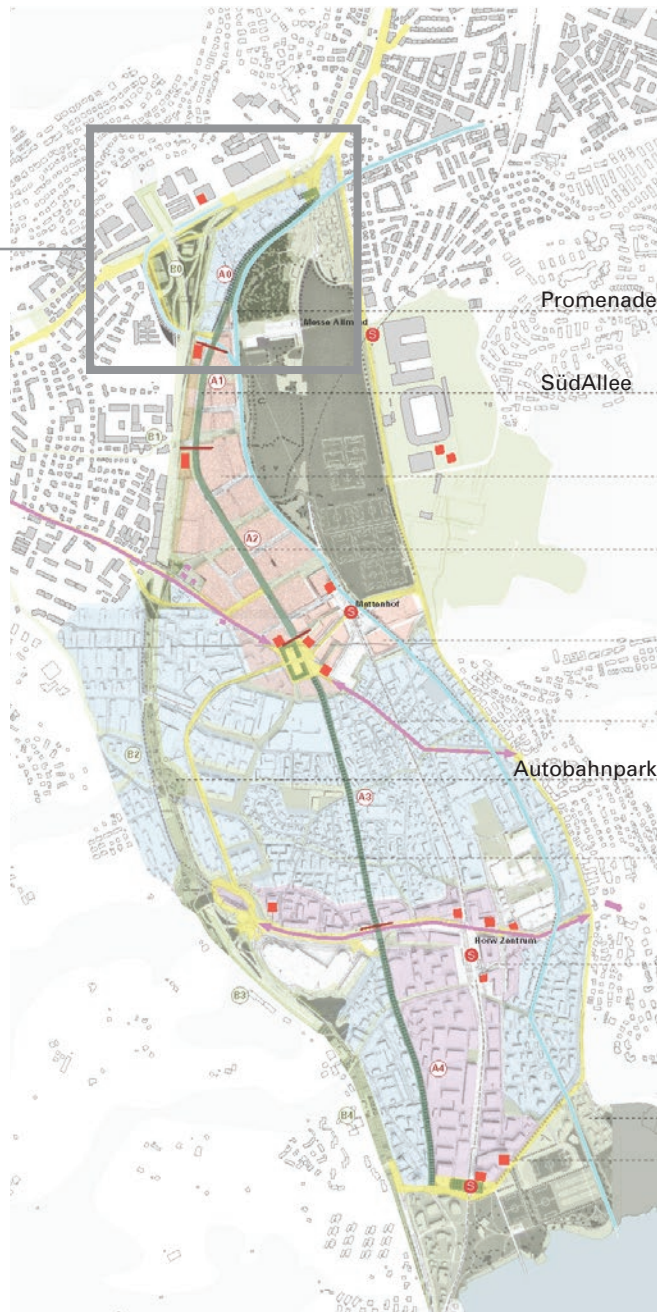 B0
A0
Promenade
Messe Allmend
S
SüdAllee
A1
B1
A2
Mattenhof
S
B2
Autobahnpark
A3
Horw Zentrum
S
B3
A4
B4
S